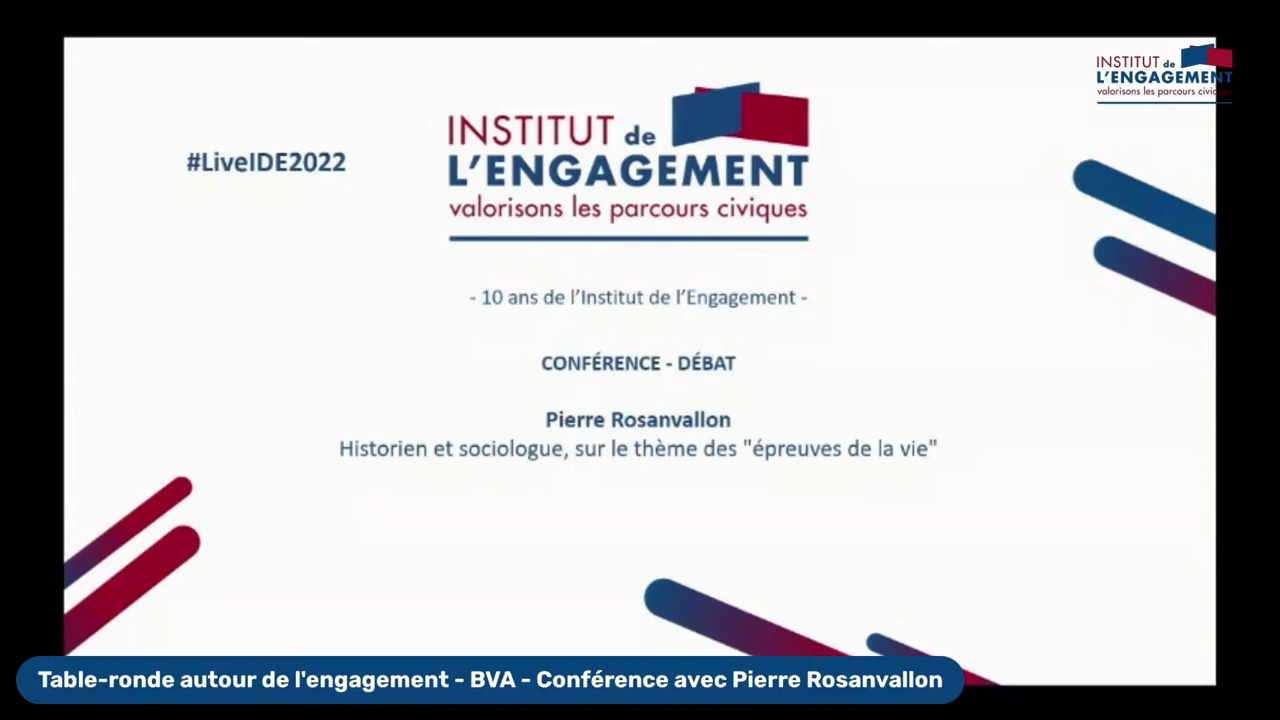 INSTITUT de
L'ENGAGEMENT
valorisons les parcours civiques
#LiveIDE2022
INSTITUT de
L'ENGAGEMENT
valorisons les parcours civiques
- 10 ans de l'Institut de l'Engagement -
CONFÉRENCE - DÉBAT
Pierre Rosanvallon
Historien et sociologue, sur le thème des "épreuves de la vie"
Table-ronde autour de l'engagement - BVA - Conférence avec Pierre Rosanvallon